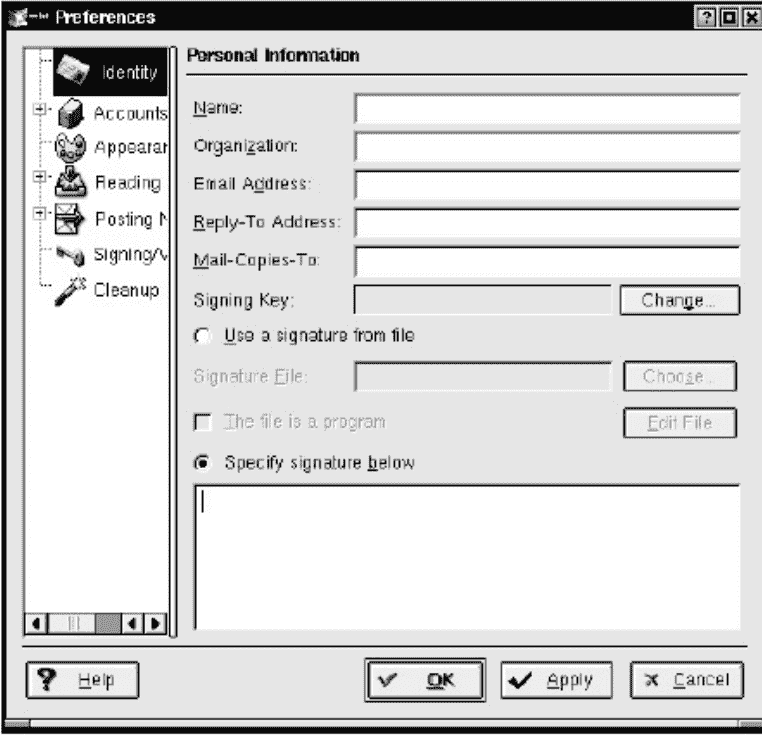 Preferences
Identity
Accounts
Appearar
Reading
Posting N
Signing/V
Cleanup
Personal Information
Name:
Organization:
Email Address:
Reply-To Address:
Mail-Copies-To:
Signing Key:
Change...
Use a signature from file
Signature File:
Choose...
The file is a program
Edit File
Specify signature below
Help
OK
Apply
Cancel